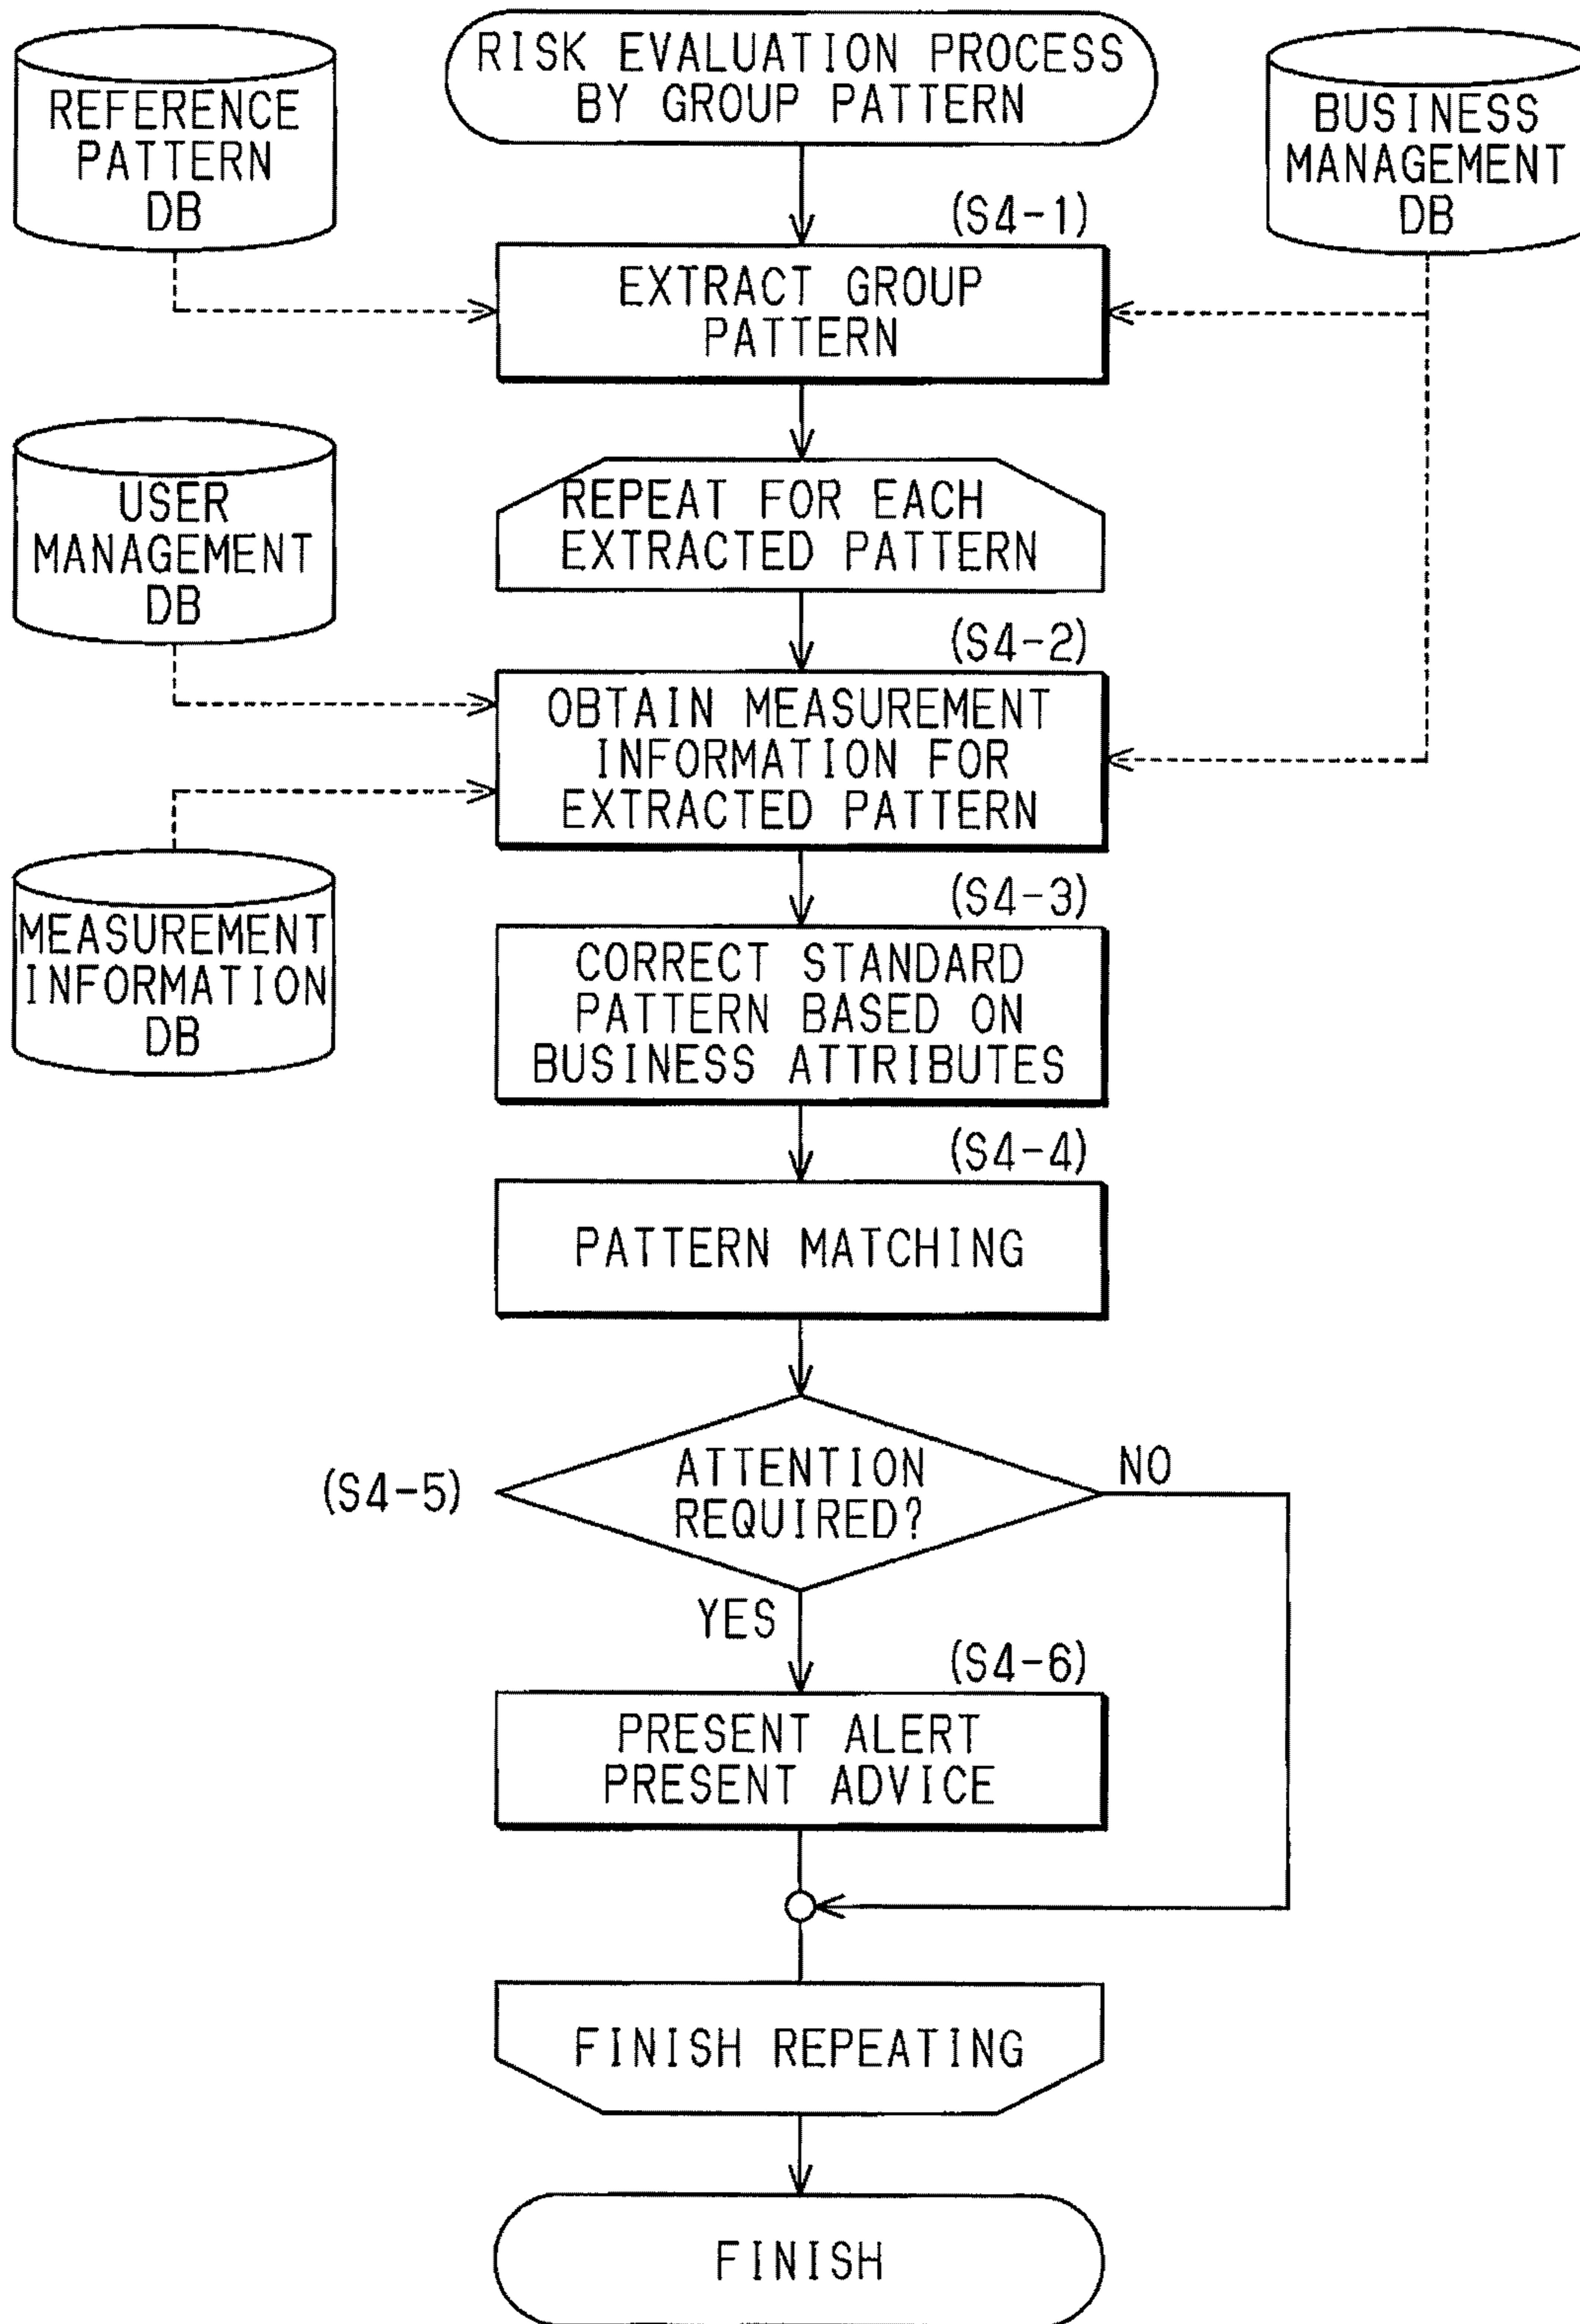 RISK EVALUATION PROCESS
BY GROUP PATTERN
REFERENCE
PATTERN
DB
BUSINESS
MANAGEMENT
DB
(S4-1)
EXTRACT GROUP
PATTERN
REPEAT FOR EACH
EXTRACTED PATTERN
USER
MANAGEMENT
DB
(S4-2)
OBTAIN MEASUREMENT
INFORMATION FOR
EXTRACTED PATTERN
MEASUREMENT
INFORMATION
DB
(S4-3)
CORRECT STANDARD
PATTERN BASED ON
BUSINESS ATTRIBUTES
(S4-4)
PATTERN MATCHING
(S4-5)
ATTENTION
REQUIRED?
NO
YES
(S4-6)
PRESENT ALERT
PRESENT ADVICE
FINISH REPEATING
FINISH